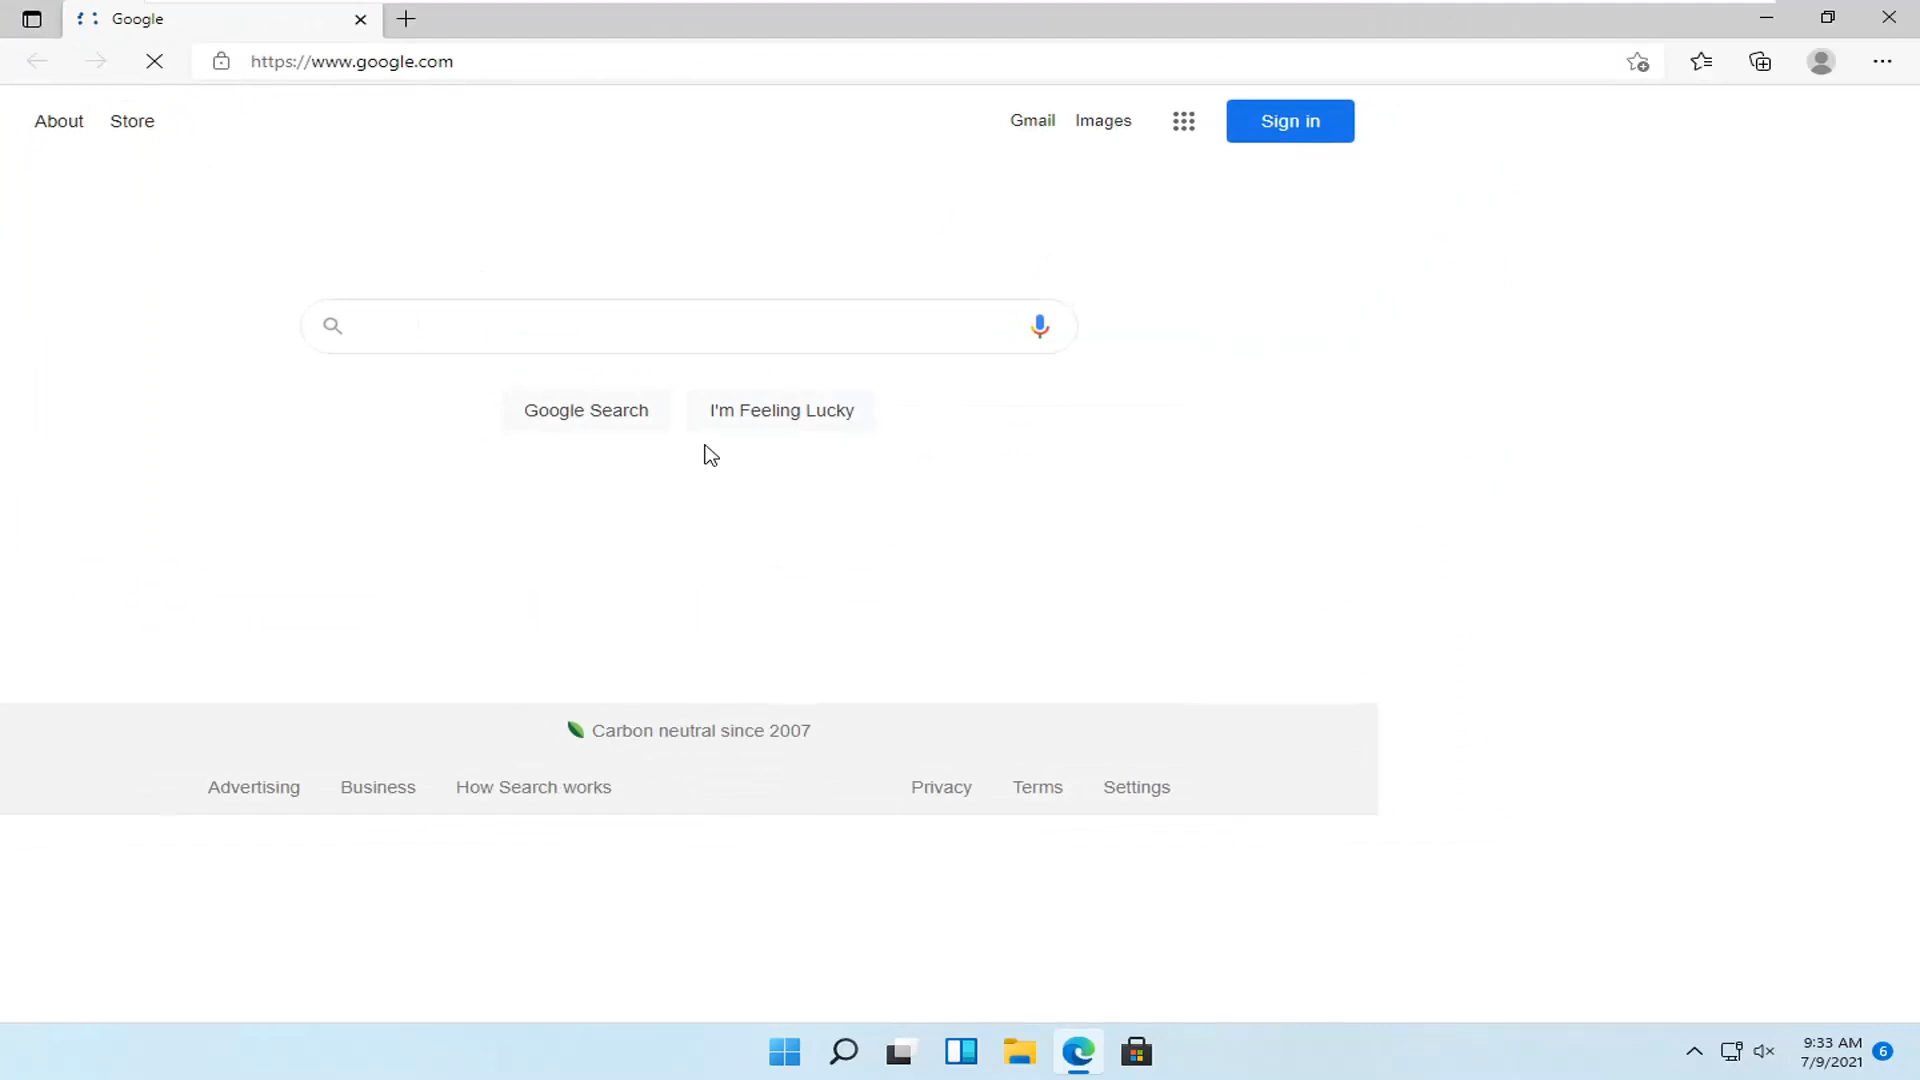 Google
https://www.google.com
About Store Gmail Images Sign in
Google Search I'm Feeling Lucky
Carbon neutral since 2007
Advertising Business How Search works Privacy Terms Settings
9:33 AM
7/9/2021 6